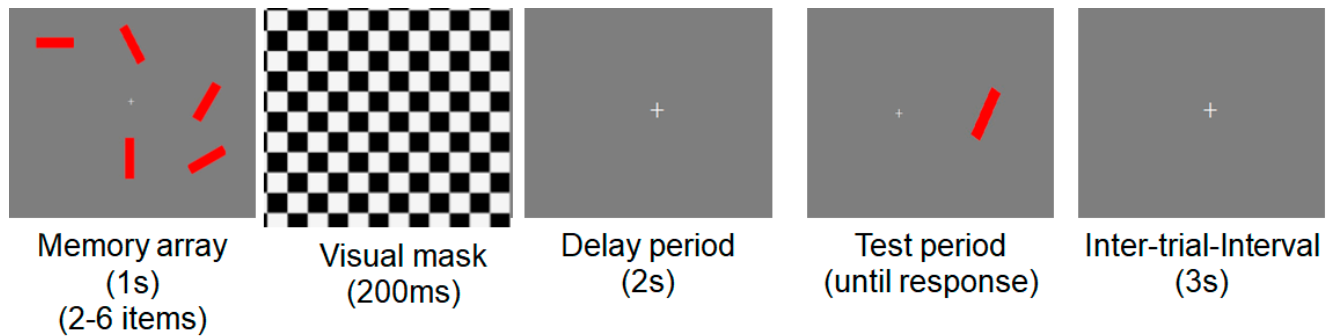 Memory array
(1s)
(2-6 items)
Visual mask
(200ms)
Delay period
(2s)
Test period
(until response)
Inter-trial-Interval
(3s)